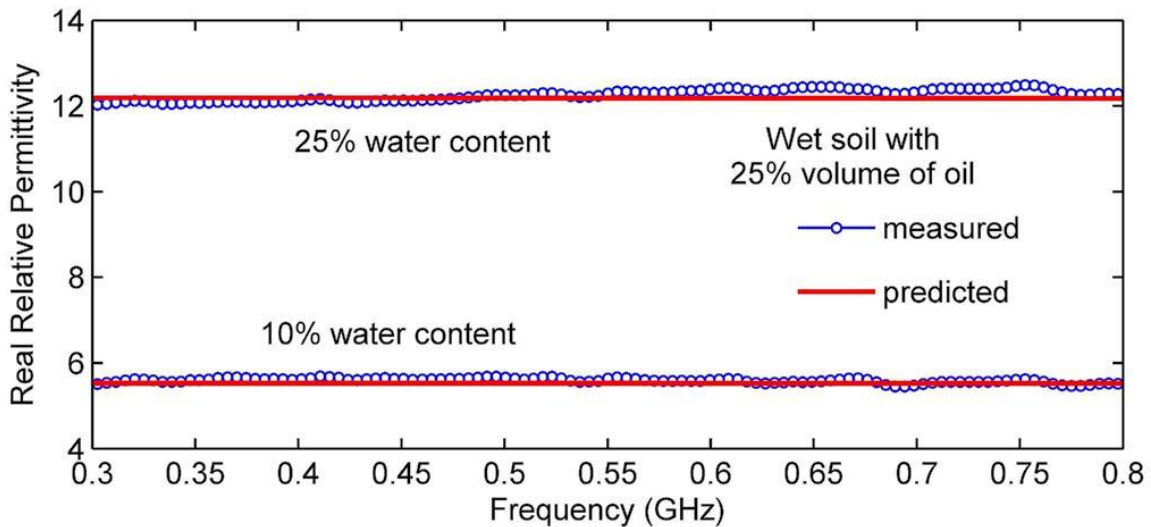 14
12
10
8
6
4
Real Relative Permittivity
25% water content
Wet soil with
25% volume of oil
measured
predicted
10% water content
0.3 0.35 0.4 0.45 0.5 0.55 0.6 0.65 0.7 0.75 0.8
Frequency (GHz)